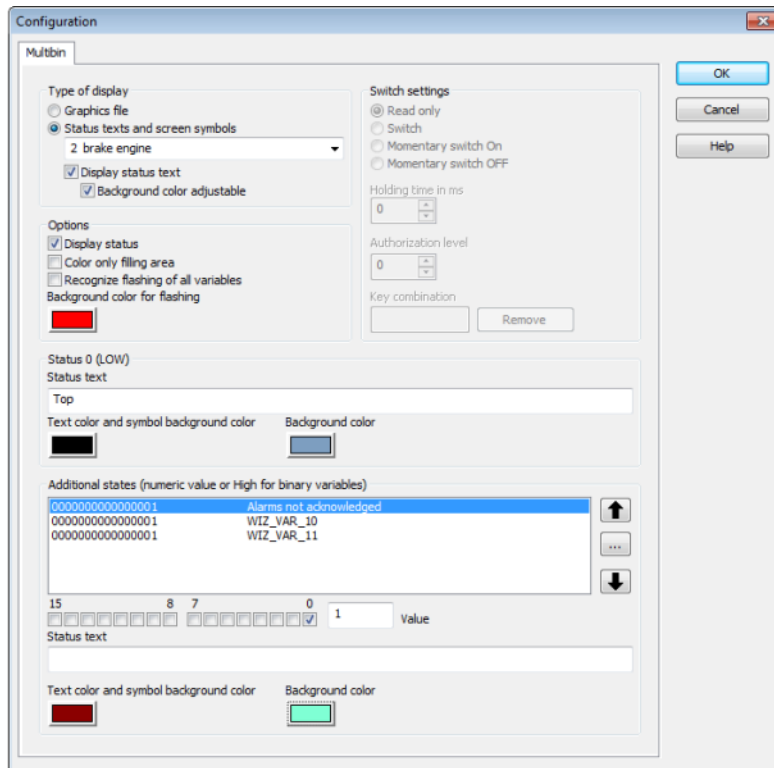 Configuration
Multibin
OK
Cancel
Help
Type of display
Graphics file
Status texts and screen symbols
2 brake engine
Display status text
Background color adjustable
Switch settings
Read only
Switch
Momentary switch On
Momentary switch OFF
Holding time in ms
0
Authorization level
0
Key combination
Remove
Options
Display status
Color only filling area
Recognize flashing of all variables
Background color for flashing
Status 0 (LOW)
Status text
Top
Text color and symbol background color Background color
Additional states (numeric value or High for binary variables)
0000000000000001 Alarms not acknowledged
0000000000000001 WIZ_VAR_10
0000000000000001 WIZ_VAR_11
...
15 8 7 0
1 Value
Status text
Text color and symbol background color Background color